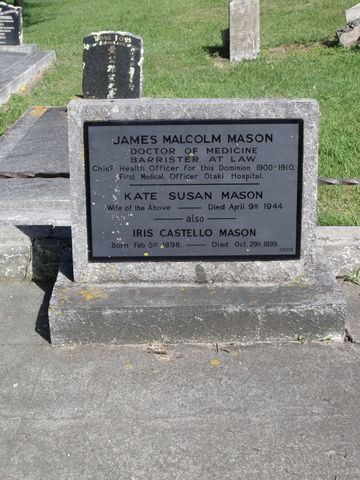 JAMES MALCOLM MASON
DOCTOR OF MEDICINE
BARRISTER AT LAW
Chief Health Officer for this Dominion 1900-1910.
First Medical Officer Otaki Hospital.
KATE SUSAN MASON
Wife of the Above — Died April 9th 1944
— also —
IRIS CASTELLO MASON
Born Feb 5th 1898. — Died Oct. 29th 1899.